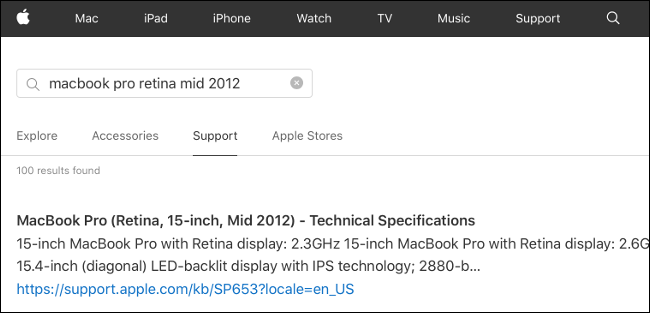 Mac iPad iPhone Watch TV Music Support
macbook pro retina mid 2012
Explore Accessories Support Apple Stores
100 results found
MacBook Pro (Retina, 15-inch, Mid 2012) - Technical Specifications
15-inch MacBook Pro with Retina display: 2.3GHz 15-inch MacBook Pro with Retina display: 2.6G
15.4-inch (diagonal) LED-backlit display with IPS technology; 2880-b...
https://support.apple.com/kb/SP653?locale=en_US